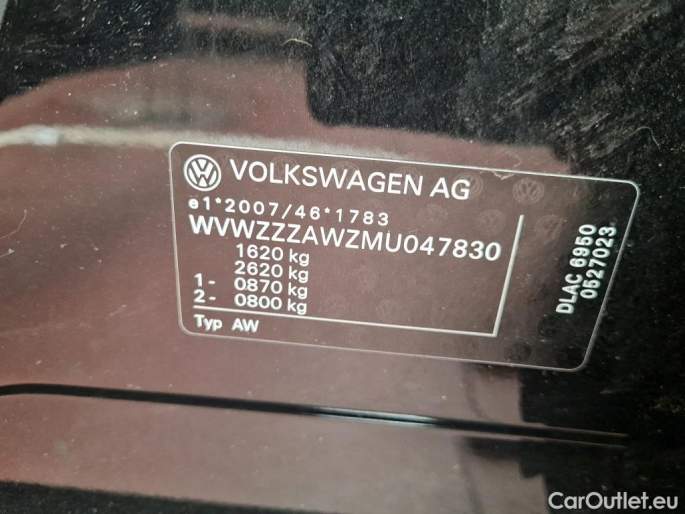 VOLKSWAGEN AG
e1*2007/46*1783
WVWZZZAWZMU047830
1620 kg
2620 kg
1- 0870 kg
2- 0800 kg
Typ AW
DLAC 6950
0527023
CarOutlet.eu